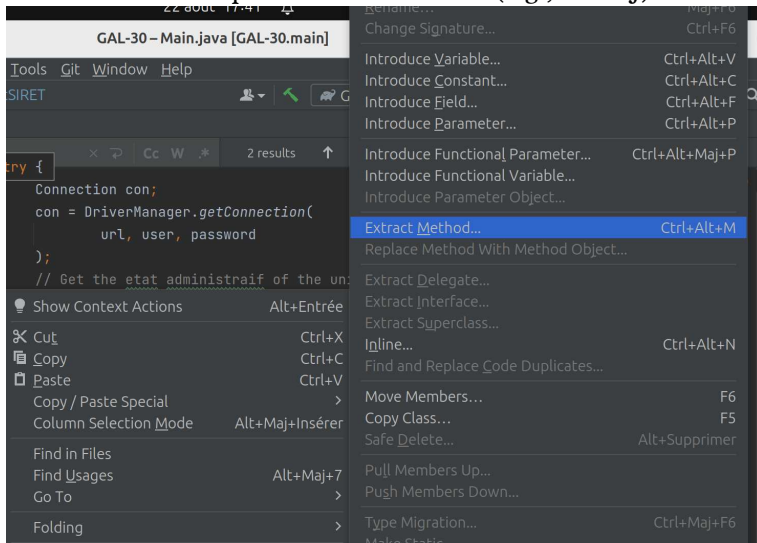 22 août 17:41
GAL-30 – Main.java [GAL-30.main]
Tools Git Window Help
SIRET
G
Cc W .* 2 results
try {
Connection con;
con = DriverManager.getConnection(
url, user, password
);
// Get the etat administraif of the uni
Show Context Actions Alt+Entrée
Cut Ctrl+X
Copy Ctrl+C
Paste Ctrl+V
Copy / Paste Special
Column Selection Mode Alt+Maj+Insérer
Find in Files
Find Usages Alt+Maj+7
Go To
Folding
Rename... Maj+F6
Change Signature... Ctrl+F6
Introduce Variable... Ctrl+Alt+V
Introduce Constant... Ctrl+Alt+C
Introduce Field... Ctrl+Alt+F
Introduce Parameter... Ctrl+Alt+P
Introduce Functional Parameter... Ctrl+Alt+Maj+P
Introduce Functional Variable...
Introduce Parameter Object...
Extract Method... Ctrl+Alt+M
Replace Method With Method Object...
Extract Delegate...
Extract Interface...
Extract Superclass...
Inline... Ctrl+Alt+N
Find and Replace Code Duplicates...
Move Members... F6
Copy Class... F5
Safe Delete... Alt+Supprimer
Pull Members Up...
Push Members Down...
Type Migration... Ctrl+Maj+F6
Make Static...